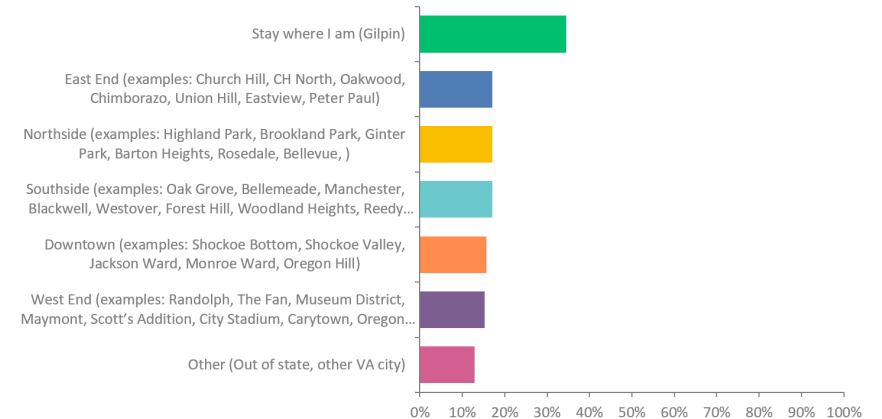 Stay where I am (Gilpin)
East End (examples: Church Hill, CH North, Oakwood,
Chimborazo, Union Hill, Eastview, Peter Paul)
Northside (examples: Highland Park, Brookland Park, Ginter
Park, Barton Heights, Rosedale, Bellevue, )
Southside (examples: Oak Grove, Bellemeade, Manchester,
Blackwell, Westover, Forest Hill, Woodland Heights, Reedy...
Downtown (examples: Shockoe Bottom, Shockoe Valley,
Jackson Ward, Monroe Ward, Oregon Hill)
West End (examples: Randolph, The Fan, Museum District,
Maymont, Scott’s Addition, City Stadium, Carytown, Oregon...
Other (Out of state, other VA city)
0% 10% 20% 30% 40% 50% 60% 70% 80% 90% 100%